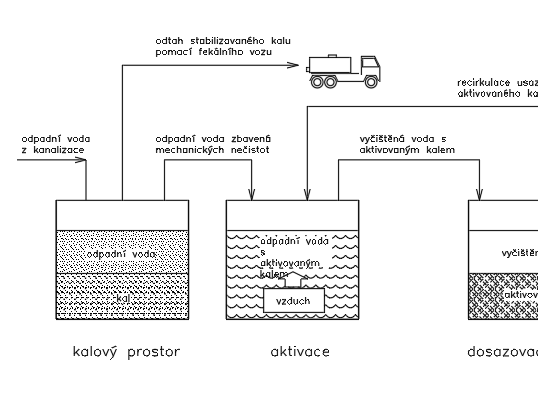 odtah stabilizovaného kalu
pomocí fekálního vozu
recirkulace usaz
aktivovaného ka
odpadní voda
z kanalizace
odpadní voda zbavená
mechanických nečistot
vyčištěná voda s
aktivovaným kalem
odpadní voda
kal
odpadní voda
s
aktivovaným
kalem
vzduch
vyčištěn
aktivov
kalový prostor
aktivace
dosazovac